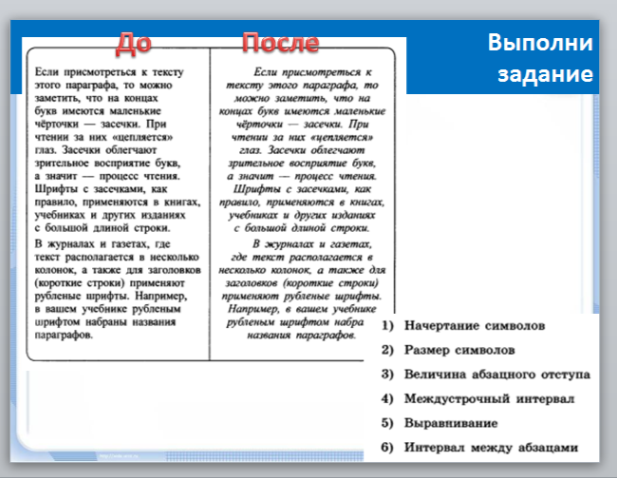 До
После
Выполни
задание
Если присмотреться к тексту
этого параграфа, то можно
заметить, что на концах
букв имеются маленькие
чёрточки — засечки. При
чтении за них «цепляется»
глаз. Засечки облегчают
зрительное восприятие букв,
а значит — процесс чтения.
Шрифты с засечками, как
правило, применяются в книгах,
учебниках и других изданиях
с большой длиной строки.
В журналах и газетах, где
текст располагается в несколько
колонок, а также для заголовков
(короткие строки) применяют
рубленые шрифты. Например,
в вашем учебнике рубленым
шрифтом набраны названия
параграфов.
Если присмотреться к
тексту этого параграфа, то
можно заметить, что на
концах букв имеются маленькие
чёрточки — засечки. При
чтении за них «цепляется»
глаз. Засечки облегчают
зрительное восприятие букв,
а значит — процесс чтения.
Шрифты с засечками, как
правило, применяются в книгах,
учебниках и других изданиях
с большой длиной строки.
В журналах и газетах,
где текст располагается в
несколько колонок, а также для
заголовков (короткие строки)
применяют рубленые шрифты.
Например, в вашем учебнике
рубленым шрифтом набра
названия параграфов.
1) Начертание символов
2) Размер символов
3) Величина абзацного отступа
4) Междустрочный интервал
5) Выравнивание
6) Интервал между абзацами